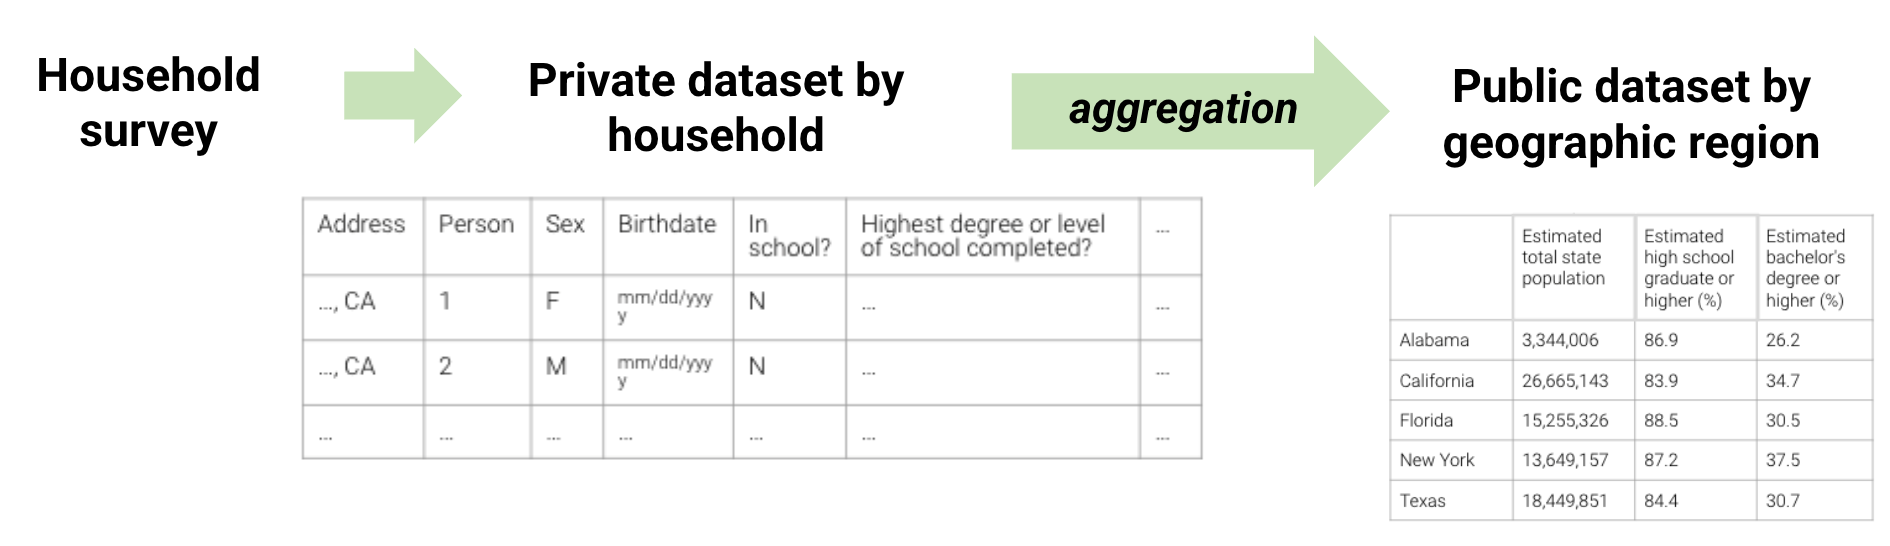 Household
survey
Private dataset by
household
aggregation
Public dataset by
geographic region
Address Person Sex Birthdate In school? Highest degree or level of school completed? ...
..., CA 1 F mm/dd/yyyy N ... ...
..., CA 2 M mm/dd/yyyy N ... ...
... ... ... ... ... ... ...
Estimated total state population Estimated high school graduate or higher (%) Estimated bachelor's degree or higher (%)
Alabama 3,344,006 86.9 26.2
California 26,665,143 83.9 34.7
Florida 15,255,326 88.5 30.5
New York 13,649,157 87.2 37.5
Texas 18,449,851 84.4 30.7